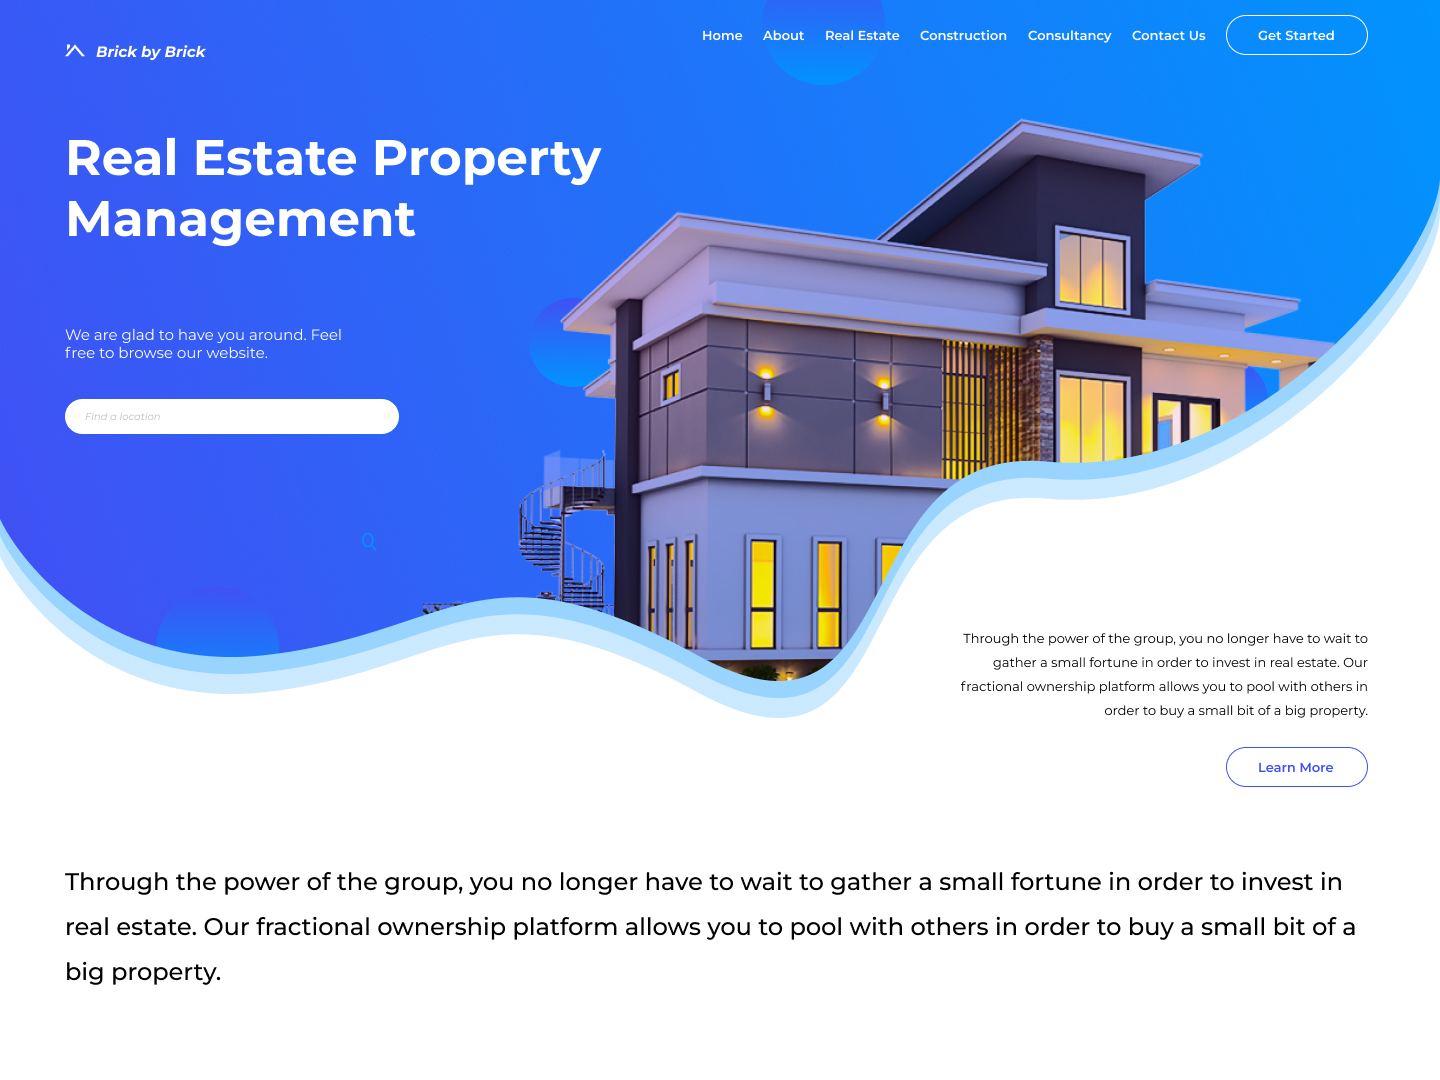 Brick by Brick
Home About Real Estate Construction Consultancy Contact Us Get Started
Real Estate Property
Management
We are glad to have you around. Feel
free to browse our website.
Find a location
Through the power of the group, you no longer have to wait to
gather a small fortune in order to invest in real estate. Our
fractional ownership platform allows you to pool with others in
order to buy a small bit of a big property.
Learn More
Through the power of the group, you no longer have to wait to gather a small fortune in order to invest in
real estate. Our fractional ownership platform allows you to pool with others in order to buy a small bit of a
big property.